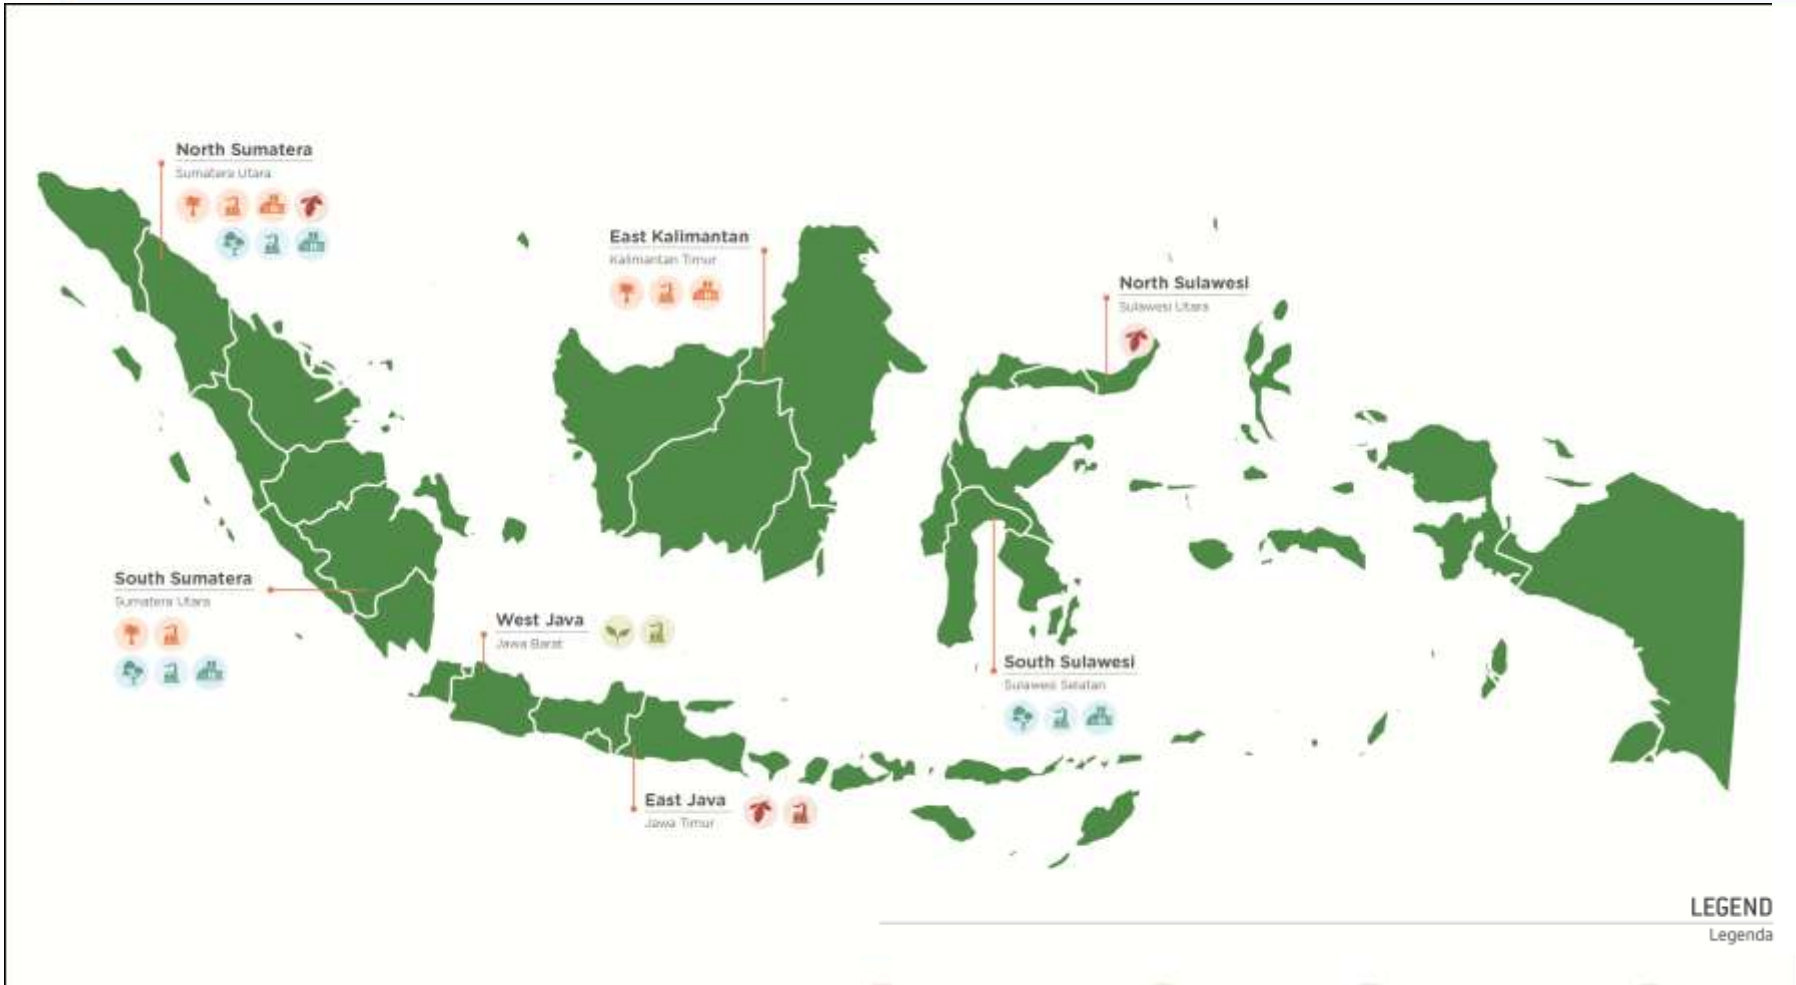 North Sumatera
Sumatera Utara
East Kalimantan
Kalimantan Timur
North Sulawesi
Sulawesi Utara
South Sumatera
Sumatera Utara
West Java
Jawa Barat
South Sulawesi
Sulawesi Selatan
East Java
Jawa Timur
LEGEND
Legenda